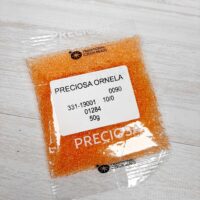 PRECIOSA ORNELA
0090
331-19001 10/0
01284
50g
PRECIOSA